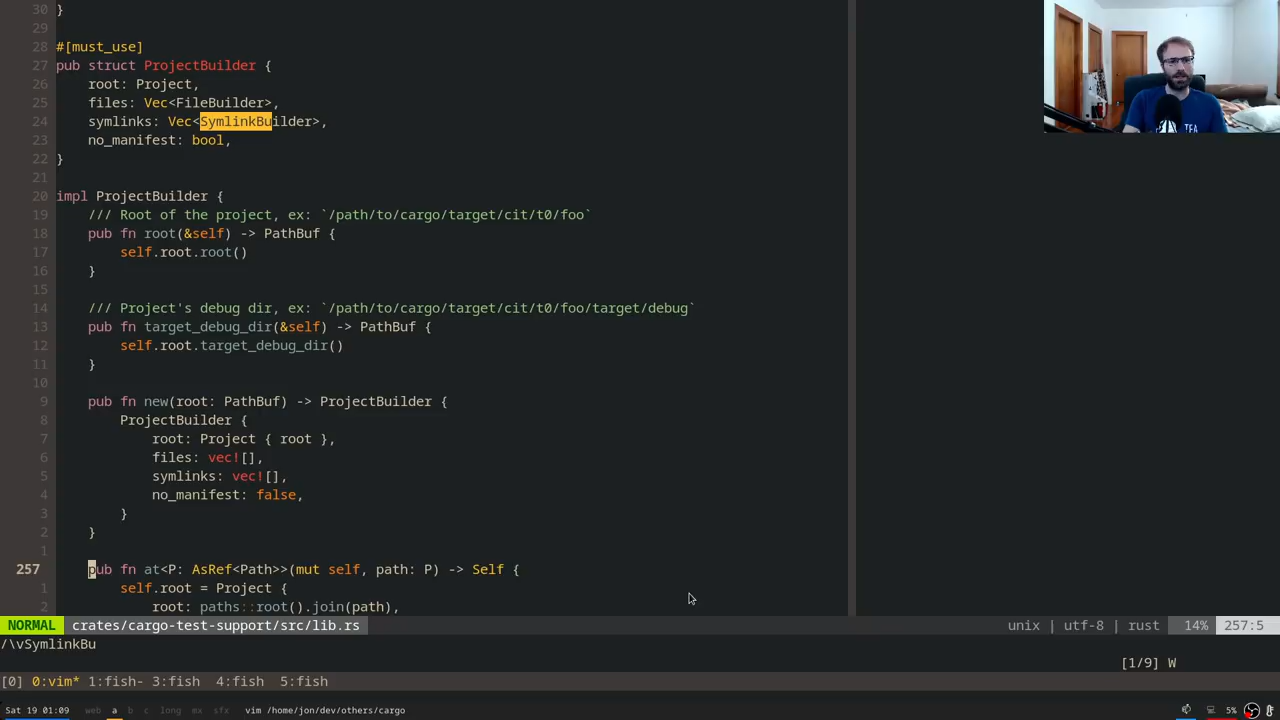 30 }
29
28 #[must_use]
27 pub struct ProjectBuilder {
26     root: Project,
25     files: Vec<FileBuilder>,
24     symlinks: Vec<SymlinkBuilder>,
23     no_manifest: bool,
22 }
21
20 impl ProjectBuilder {
19     /// Root of the project, ex: `/path/to/cargo/target/cit/t0/foo`
18     pub fn root(&self) -> PathBuf {
17         self.root.root()
16     }
15
14     /// Project's debug dir, ex: `/path/to/cargo/target/cit/t0/foo/target/debug`
13     pub fn target_debug_dir(&self) -> PathBuf {
12         self.root.target_debug_dir()
11     }
10
9     pub fn new(root: PathBuf) -> ProjectBuilder {
8         ProjectBuilder {
7             root: Project { root },
6             files: vec![],
5             symlinks: vec![],
4             no_manifest: false,
3         }
2     }
1
257     pub fn at<P: AsRef<Path>>(mut self, path: P) -> Self {
1         self.root = Project {
2             root: paths::root().join(path),
NORMAL crates/cargo-test-support/src/lib.rs unix | utf-8 | rust 14% 257:5
/\vSymlinkBu
[1/9] W
[0] 0:vim* 1:fish- 3:fish 4:fish 5:fish
Sat 19 01:09 web a b c long mx sfx vim /home/jon/dev/others/cargo 5%
TEA